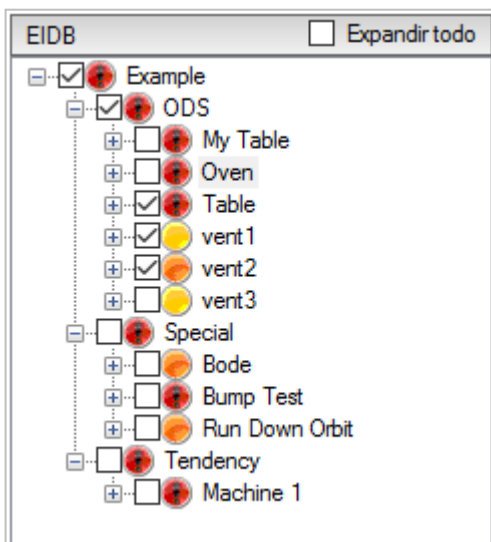 EIDB Expandir todo
Example
ODS
My Table
Oven
Table
vent1
vent2
vent3
Special
Bode
Bump Test
Run Down Orbit
Tendency
Machine 1